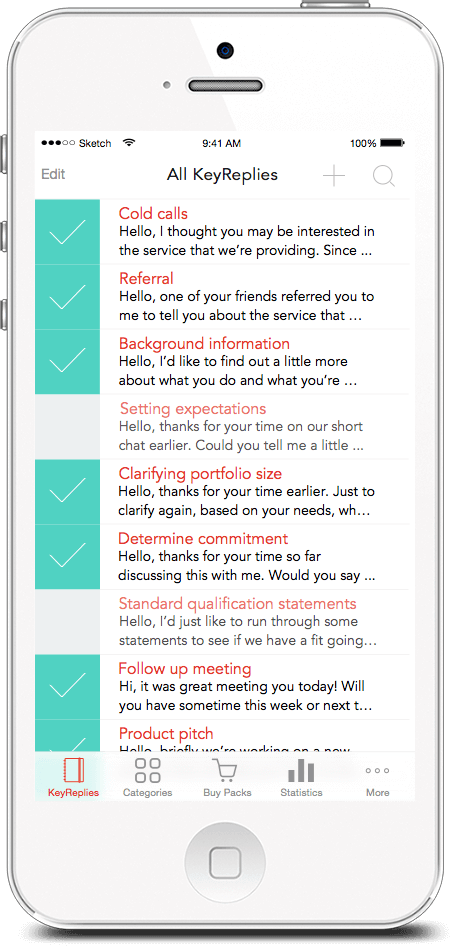 Sketch 9:41 AM 100%
Edit All KeyReplies
Cold calls
Hello, I thought you may be interested in
the service that we’re providing. Since ...
Referral
Hello, one of your friends referred you to
me to tell you about the service that ...
Background information
Hello, I’d like to find out a little more
about what you do and what you’re ...
Setting expectations
Hello, thanks for your time on our short
chat earlier. Could you tell me a little ...
Clarifying portfolio size
Hello, thanks for your time earlier. Just to
clarify again, based on your needs, wh...
Determine commitment
Hello, thanks for your time so far
discussing this with me. Would you say ...
Standard qualification statements
Hello, I’d just like to run through some
statements to see if we have a fit going...
Follow up meeting
Hi, it was great meeting you today! Will
you have sometime this week or next t...
Product pitch
Hello, briefly we’re working on a new
KeyReplies Categories Buy Packs Statistics More